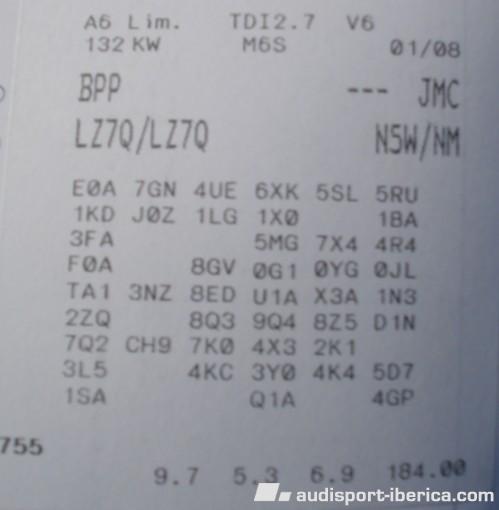 A6 Lim. TDI2.7 V6
132 KW M6S 01/08
BPP --- JMC
LZ7Q/LZ7Q N5W/NM
E0A 7GN 4UE 6XK 5SL 5RU
1KD J0Z 1LG 1X0 1BA
3FA 5MG 7X4 4R4
F0A 8GV 0G1 0YG 0JL
TA1 3NZ 8ED U1A X3A 1N3
2ZQ 8Q3 9Q4 8Z5 D1N
7Q2 CH9 7K0 4X3 2K1
3L5 4KC 3Y0 4K4 5D7
1SA Q1A 4GP
755
9.7 5.3 6.9 184.00
audisport-iberica.com